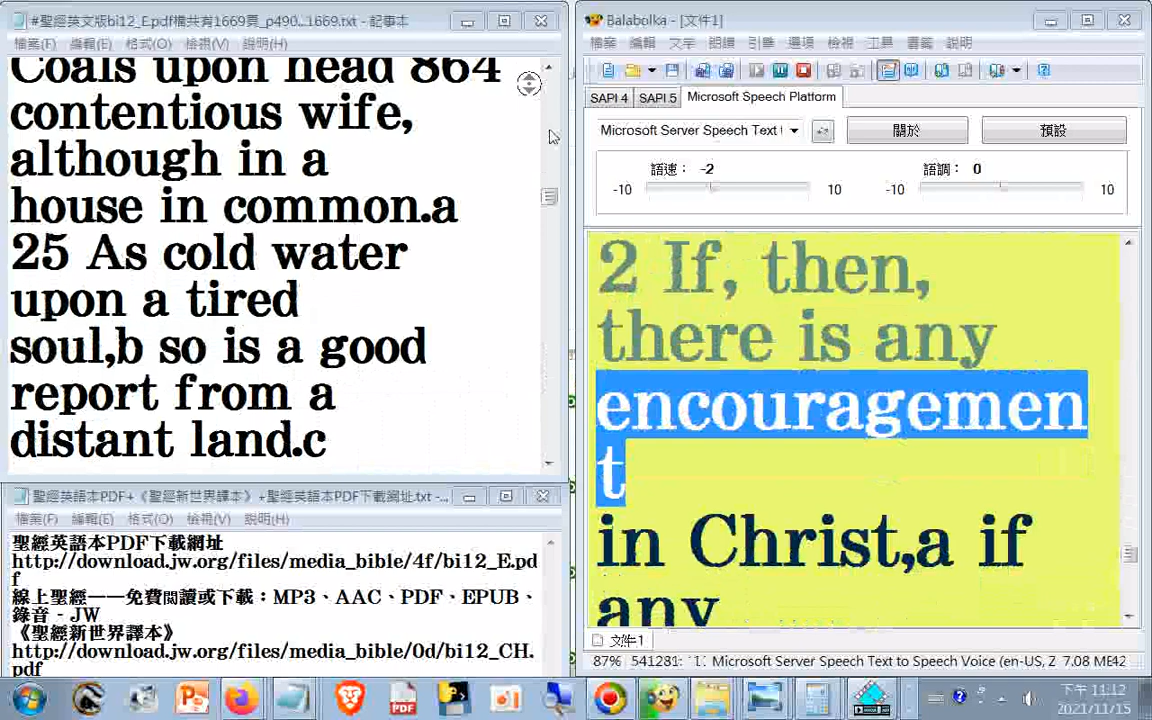 #聖經英文版bi12_E.pdf檔共有1669頁_p490...1669.txt - 記事本
檔案(F) 編輯(E) 格式(O) 檢視(V) 說明(H)
Coals upon head 864
contentious wife,
although in a
house in common.a
25 As cold water
upon a tired
soul,b so is a good
report from a
distant land.c
聖經英語本PDF+《聖經新世界譯本》+聖經英語本PDF下載網址.txt -...
檔案(F) 編輯(E) 格式(O) 檢視(V) 說明(H)
聖經英語本PDF下載網址
http://download.jw.org/files/media_bible/4f/bi12_E.pd
f
線上聖經——免費閱讀或下載：MP3、AAC、PDF、EPUB、
錄音 - JW
《聖經新世界譯本》
http://download.jw.org/files/media_bible/0d/bi12_CH.
pdf
Balabolka - [文件1]
檔案 編輯 文字 朗讀 引擎 選項 檢視 工具 書籤 說明
SAPI 4 SAPI 5 Microsoft Speech Platform
Microsoft Server Speech Text 關於 預設
語速： -2 語調： 0
-10 10 -10 10
2 If, then,
there is any
encouragemen
t
in Christ,a if
any
文件1
87% 541281: Microsoft Server Speech Text to Speech Voice (en-US, Z 7.08 ME42
PDF
下午 11:12
2021/11/15